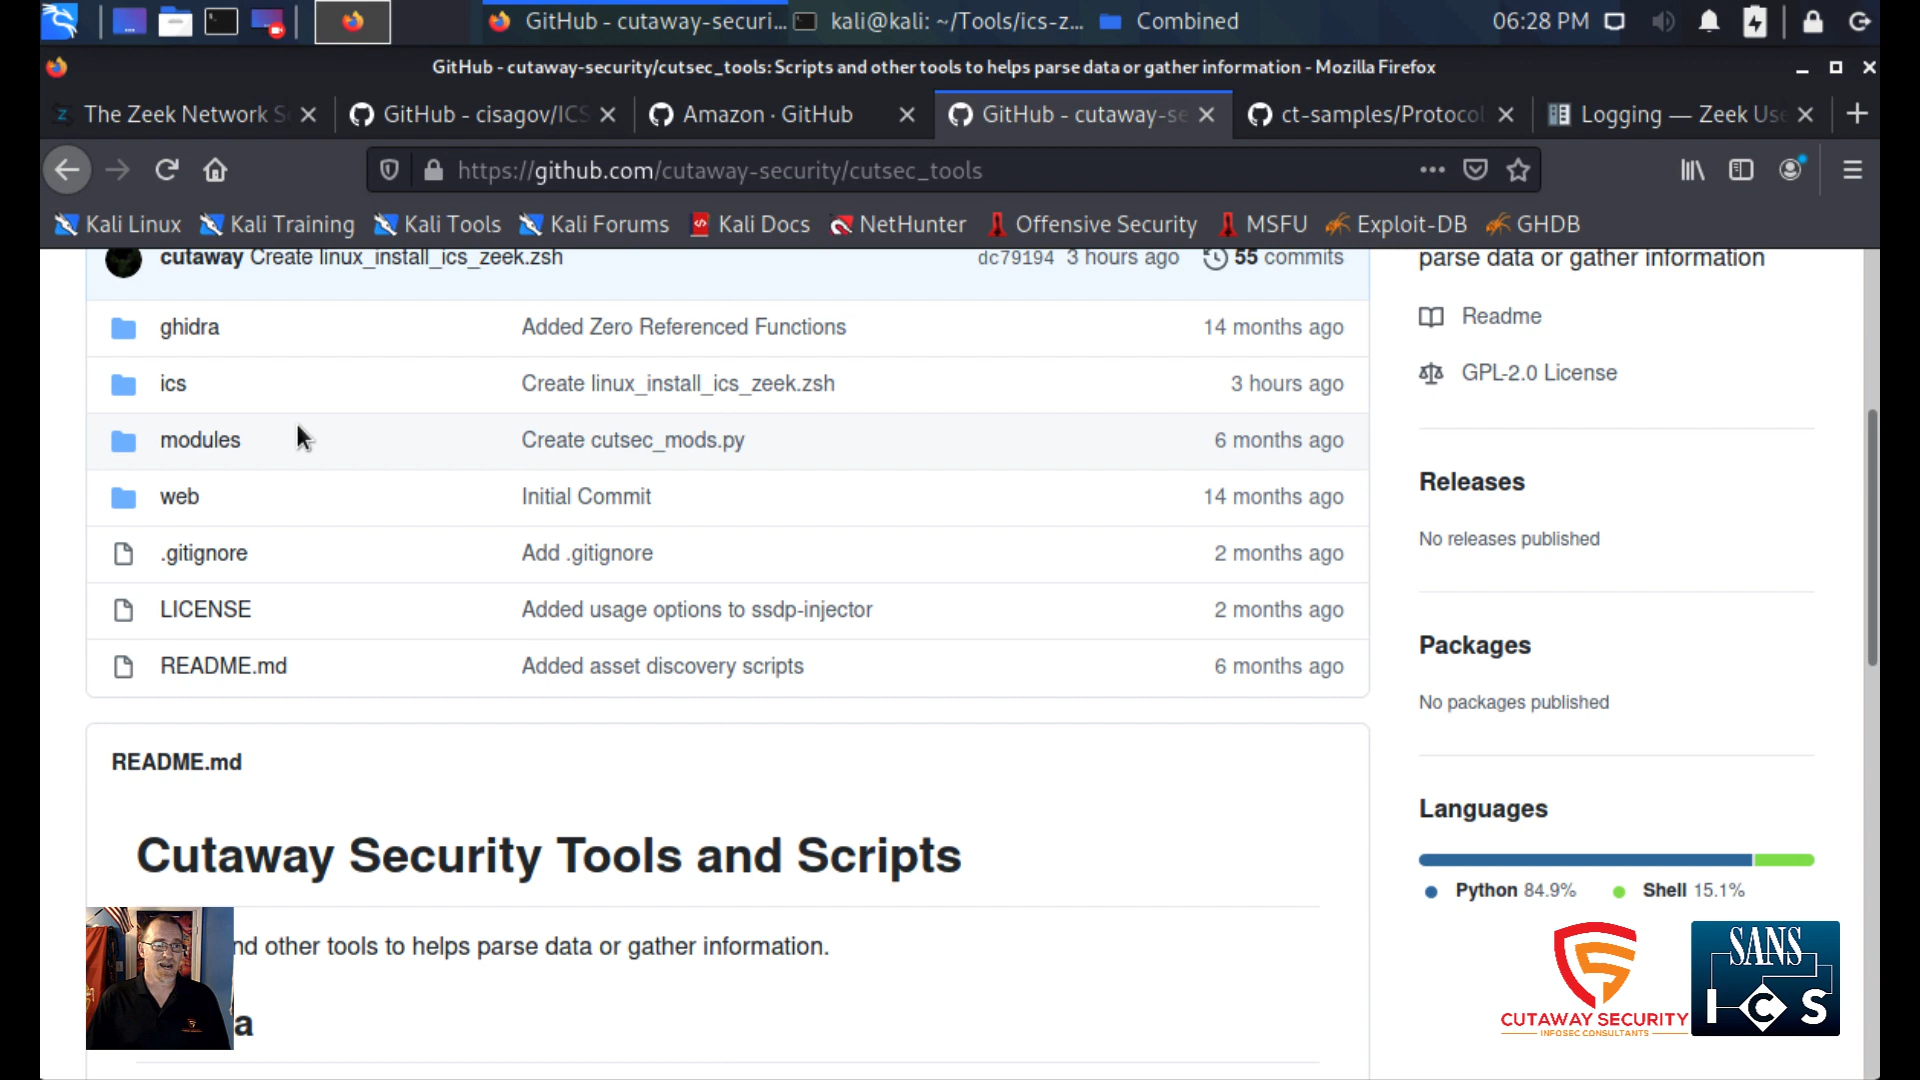 GitHub - cutaway-securi...
kali@kali: ~/Tools/ics-z...
Combined
06:28 PM
GitHub - cutaway-security/cutsec_tools: Scripts and other tools to helps parse data or gather information - Mozilla Firefox
The Zeek Network S
GitHub - cisagov/ICS
Amazon · GitHub
GitHub - cutaway-se
ct-samples/Protocol
Logging — Zeek Use
https://github.com/cutaway-security/cutsec_tools
Kali Linux
Kali Training
Kali Tools
Kali Forums
Kali Docs
NetHunter
Offensive Security
MSFU
Exploit-DB
GHDB
cutaway Create linux_install_ics_zeek.zsh
dc79194 3 hours ago
55 commits
parse data or gather information
ghidra
Added Zero Referenced Functions
14 months ago
Readme
ics
Create linux_install_ics_zeek.zsh
3 hours ago
GPL-2.0 License
modules
Create cutsec_mods.py
6 months ago
Releases
web
Initial Commit
14 months ago
No releases published
.gitignore
Add .gitignore
2 months ago
LICENSE
Added usage options to ssdp-injector
2 months ago
Packages
README.md
Added asset discovery scripts
6 months ago
No packages published
README.md
Languages
Cutaway Security Tools and Scripts
Python 84.9%
Shell 15.1%
nd other tools to helps parse data or gather information.
a
CUTAWAY SECURITY
INFOSEC CONSULTANTS
SANS
ICS